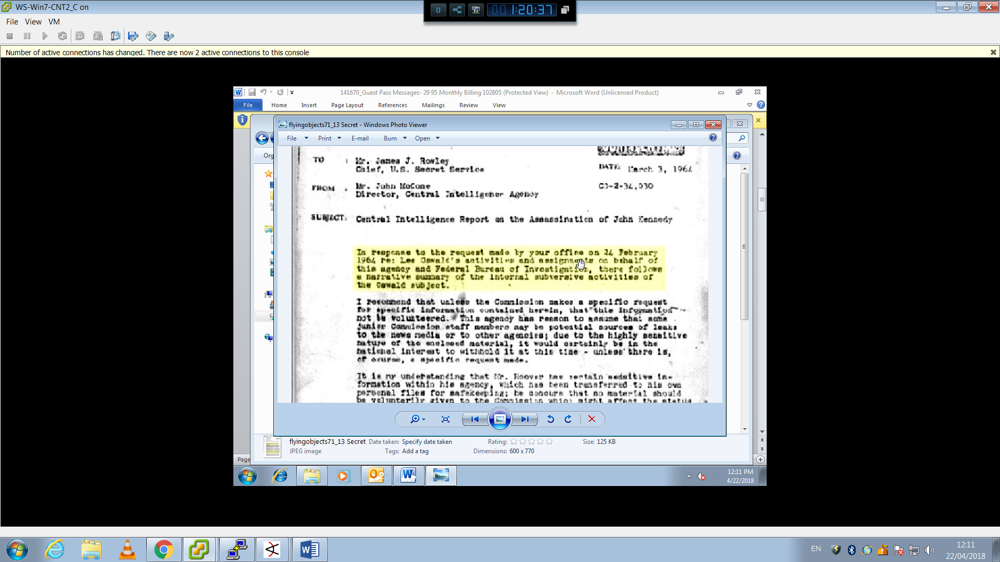 WS-Win7-CNT2_C on
0
00 1:20:37
File View VM
Number of active connections has changed. There are now 2 active connections to this console
141670_Guest Pass Messages- 29 95 Monthly Billing 102805 (Protected View) - Microsoft Word (Unlicensed Product)
File Home Insert Page Layout References Mailings Review View
flyingobjects71_13 Secret - Windows Photo Viewer
File Print E-mail Burn Open
Org
TO : Mr. James J. Rowley
Chief, U.S. Secret Service
DATE: March 3, 1964
FROM : Mr. John McCone
Director, Central Intelligence Agency
CO-2-34,030
SUBJECT: Central Intelligence Report on the Assassination of John Kennedy
In response to the request made by your office on 24 February
1964 re: Lee Oswald's activities and assignments on behalf of
this agency and Federal Bureau of Investigation, there follows
a narrative summary of the internal subversive activities of
the Oswald subject.
I recommend that unless the Commission makes a specific request
for specific information contained herein, that this information
not be volunteered. This agency has reason to assume that some
junior Commission staff members may be potential sources of leaks
to the news media or to other agencies; due to the highly sensitive
nature of the enclosed material, it would certainly be in the
national interest to withhold it at this time - unless there is,
of course, a specific request made.
It is my understanding that Mr. Hoover has certain sensitive in-
formation within his agency, which has been transferred to his own
personal files for safekeeping; he concurs that no material should
be voluntarily given to the Commission which might affect the status
flyingobjects71_13 Secret Date taken: Specify date taken Rating: Size: 125 KB
JPEG image Tags: Add a tag Dimensions: 600 x 770
Page
12:11 PM
4/22/2018
EN
12:11
22/04/2018